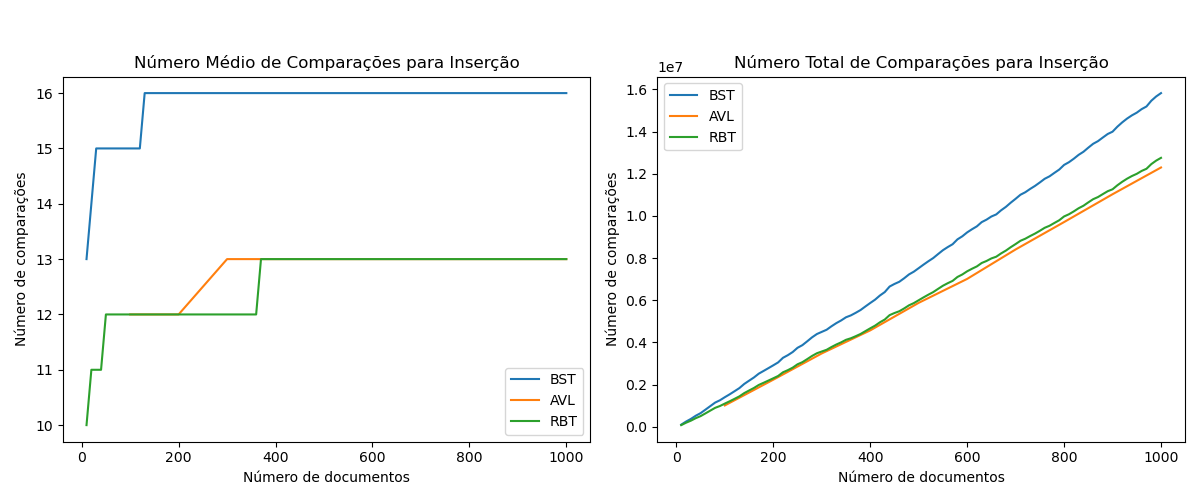 Número Médio de Comparações para Inserção
Número de comparações
16
15
14
13
12
11
10
0
200
400
600
800
1000
Número de documentos
BST
AVL
RBT
Número Total de Comparações para Inserção
1e7
Número de comparações
1.6
1.4
1.2
1.0
0.8
0.6
0.4
0.2
0.0
0
200
400
600
800
1000
Número de documentos
BST
AVL
RBT